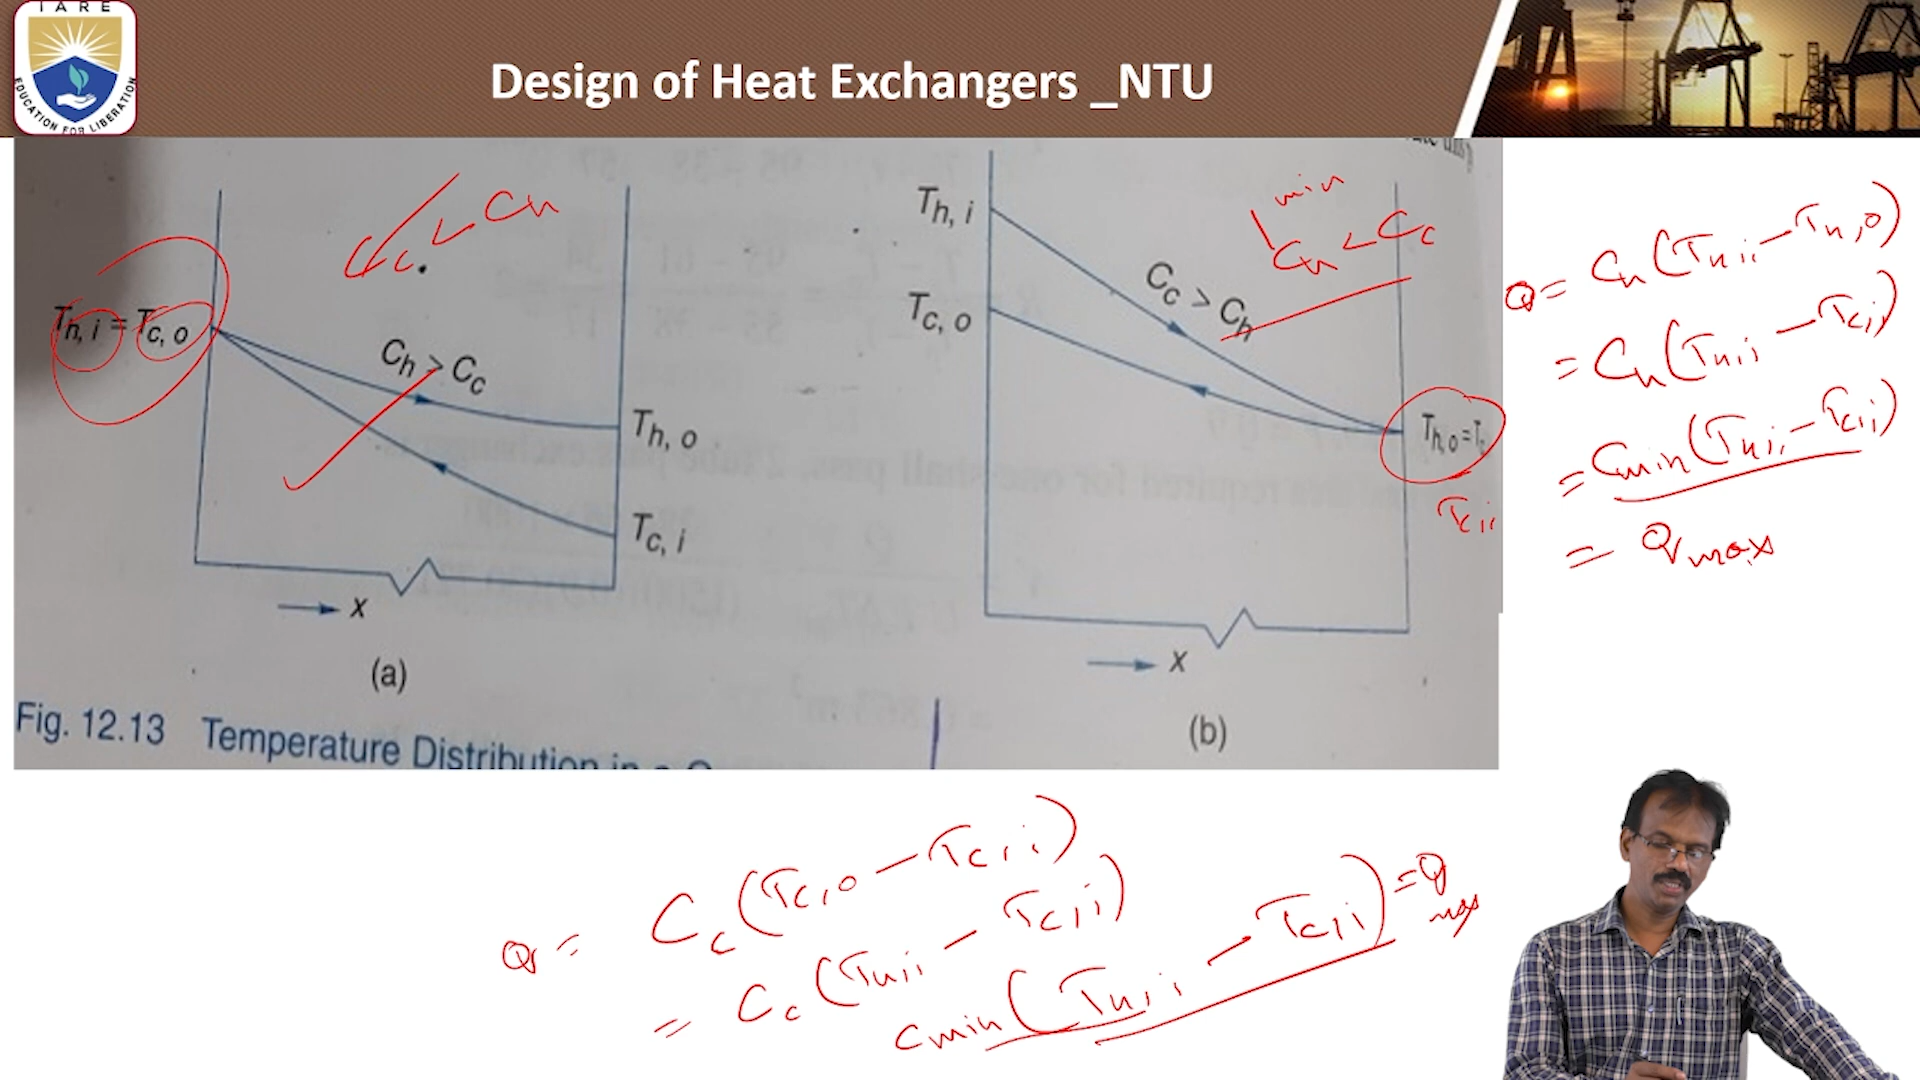 IARE
EDUCATION FOR LIBERATION
Design of Heat Exchangers _NTU
Cc < Ch
Th, i = Tc, o
Ch > Cc
Th, o
Tc, i
x
(a)
Fig. 12.13 Temperature Distribution in a
min
Ch < Cc
Th, i
Tc, o
Cc > Ch
Th, o = T
Tc,i
x
(b)
Q = Ch (Th,i - Th,o)
= Ch (Th,i - Tc,i)
= Cmin (Th,i - Tc,i)
= Qmax
Q = Cc (Tc,o - Tc,i)
= Cc (Th,i - Tc,i)
Cmin (Th,i - Tc,i) = Qmax